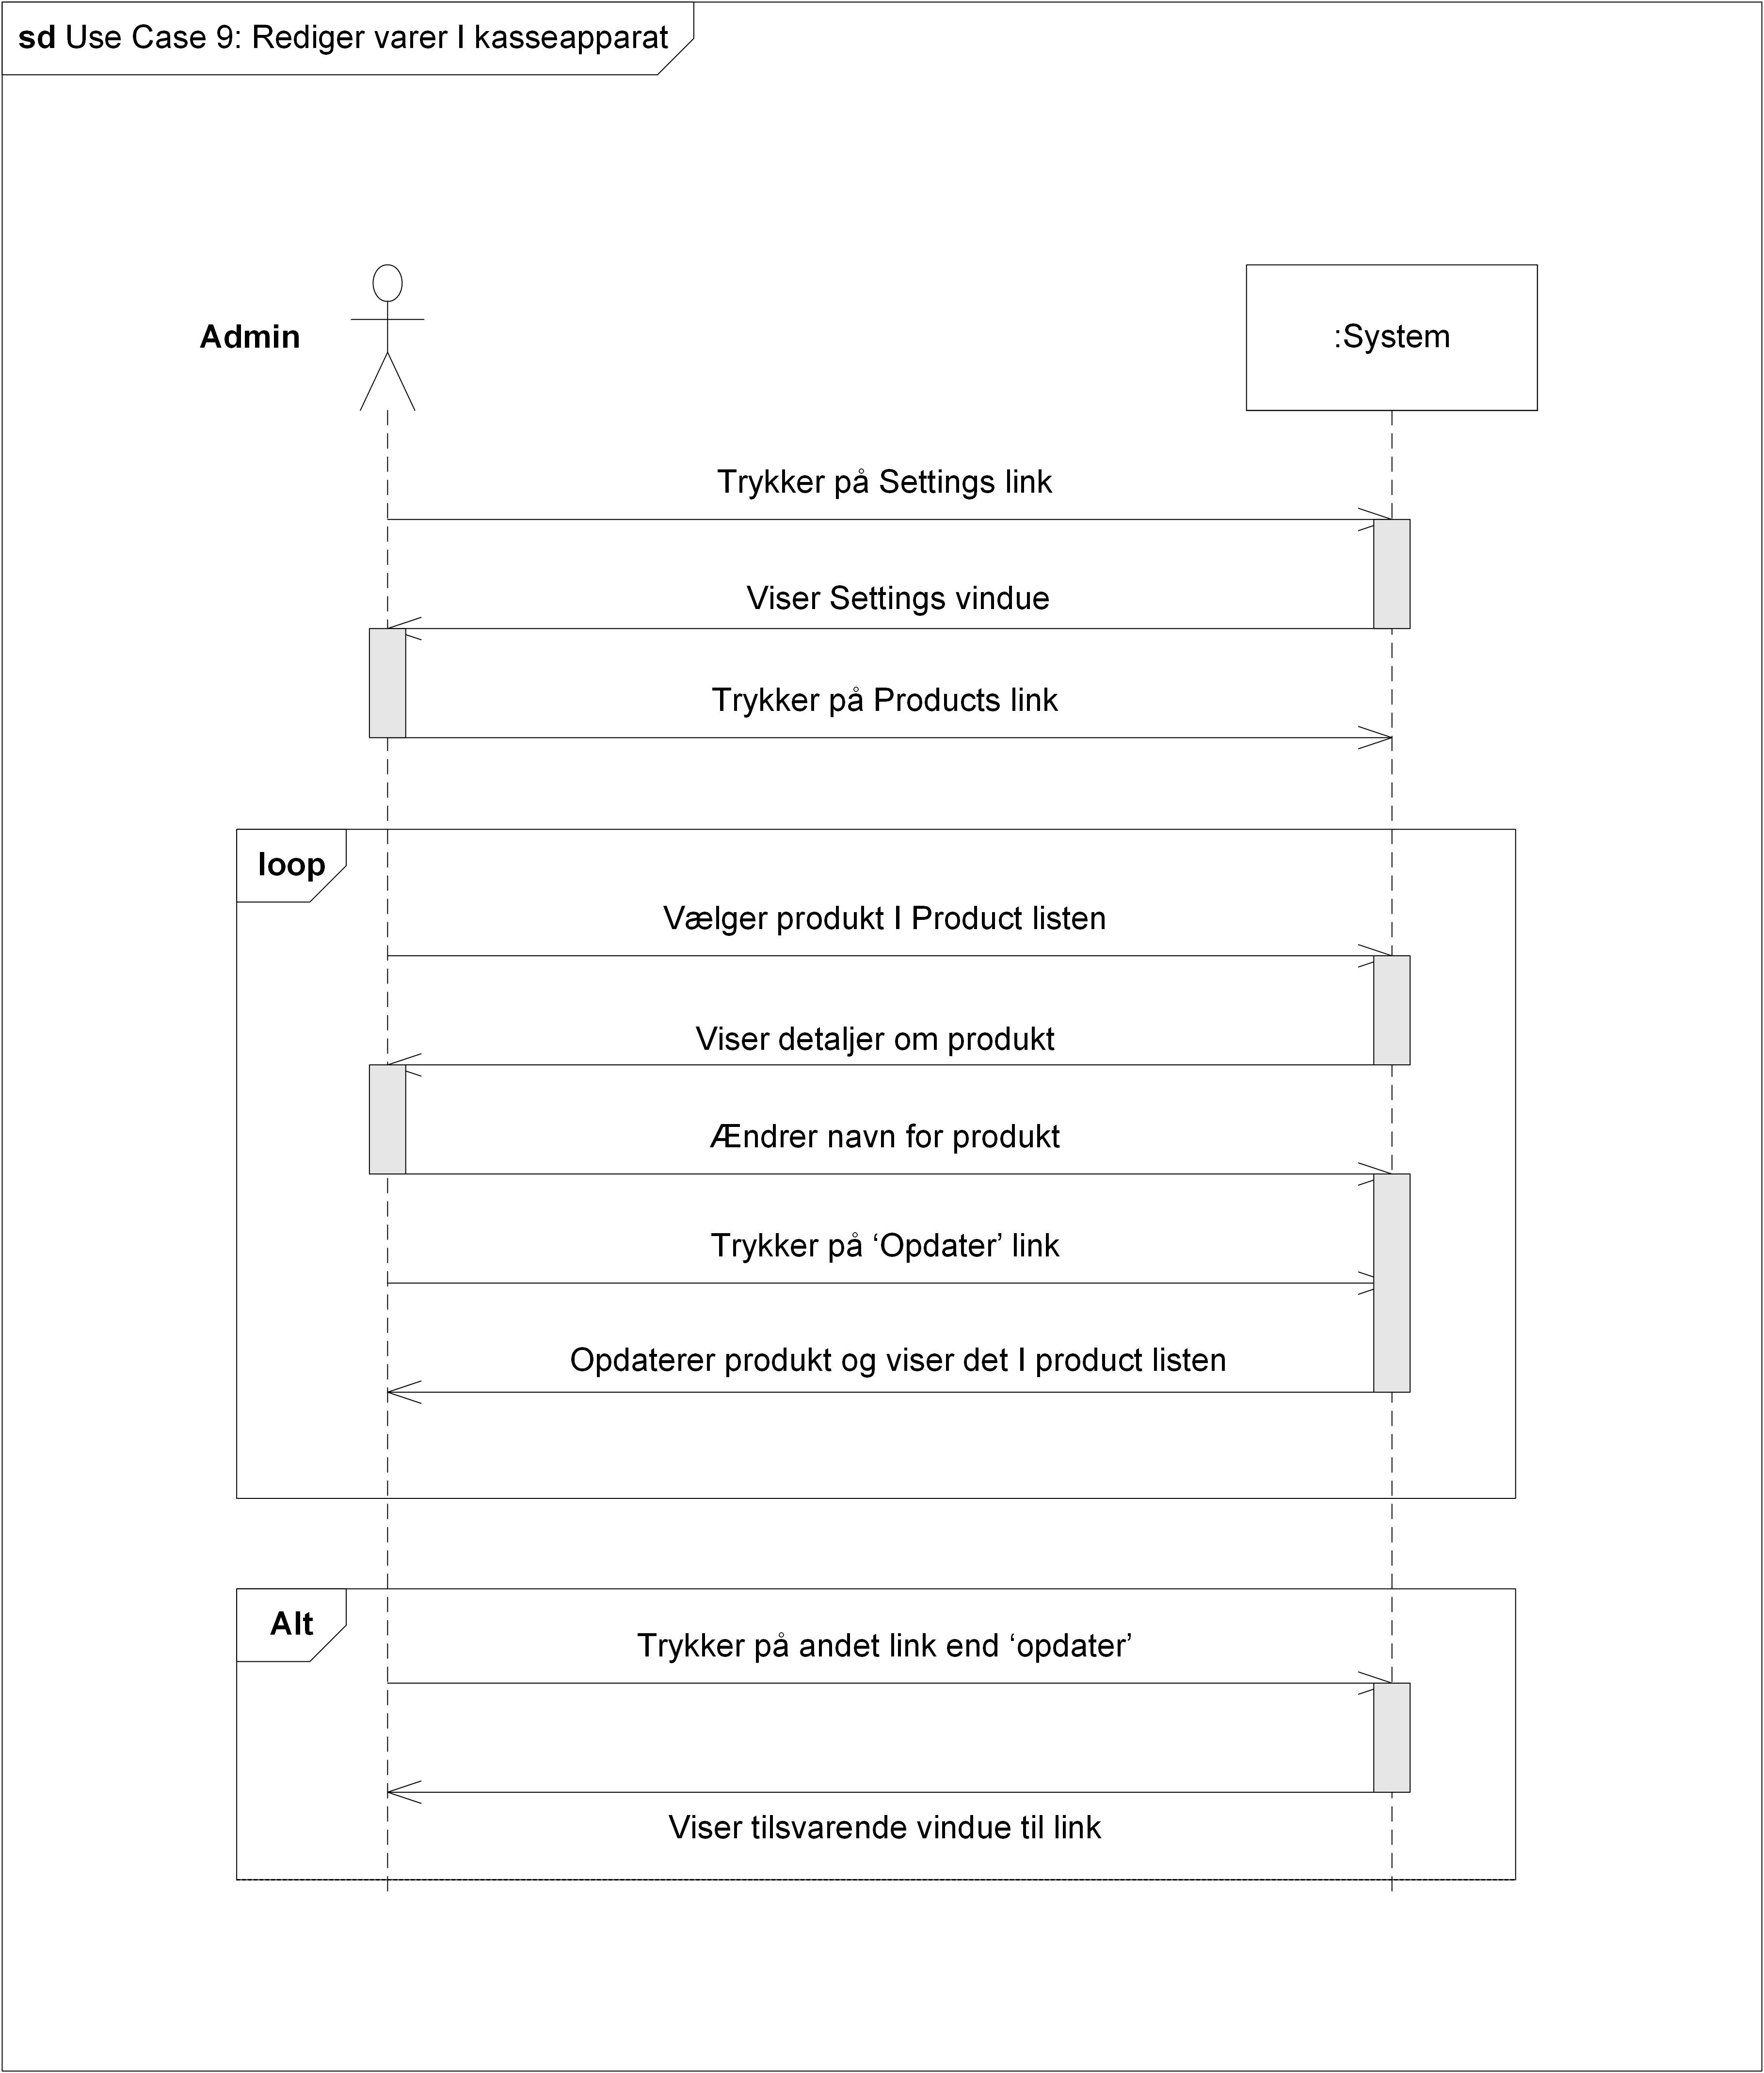 sd Use Case 9: Rediger varer I kasseapparat
Admin
:System
Trykker på Settings link
Viser Settings vindue
Trykker på Products link
loop
Vælger produkt I Product listen
Viser detaljer om produkt
Ændrer navn for produkt
Trykker på ‘Opdater’ link
Opdaterer produkt og viser det I product listen
Alt
Trykker på andet link end ‘opdater’
Viser tilsvarende vindue til link